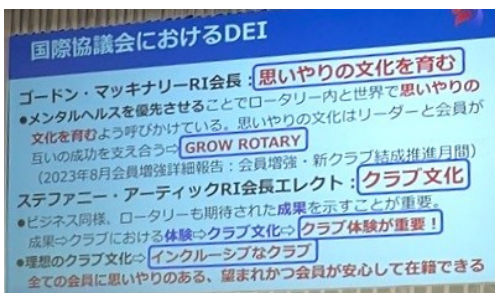 国際協議会におけるDEI
ゴードン・マッキナリーRI会長：思いやりの文化を育む
●メンタルヘルスを優先させることでロータリー内と世界で思いやりの
文化を育むよう呼びかけている。思いやりの文化はリーダーと会員が
互いの成功を支え合う⇨GROW ROTARY
（2023年8月会員増強詳細報告：会員増強・新クラブ結成推進月間）
ステファニー・アーティックRI会長エレクト：クラブ文化
●ビジネス同様、ロータリーも期待された成果を示すことが重要。
成果⇨クラブにおける体験⇨クラブ文化⇨クラブ体験が重要！
●理想のクラブ文化⇨インクルーシブなクラブ
全ての会員に思いやりのある、望まれかつ会員が安心して在籍できる